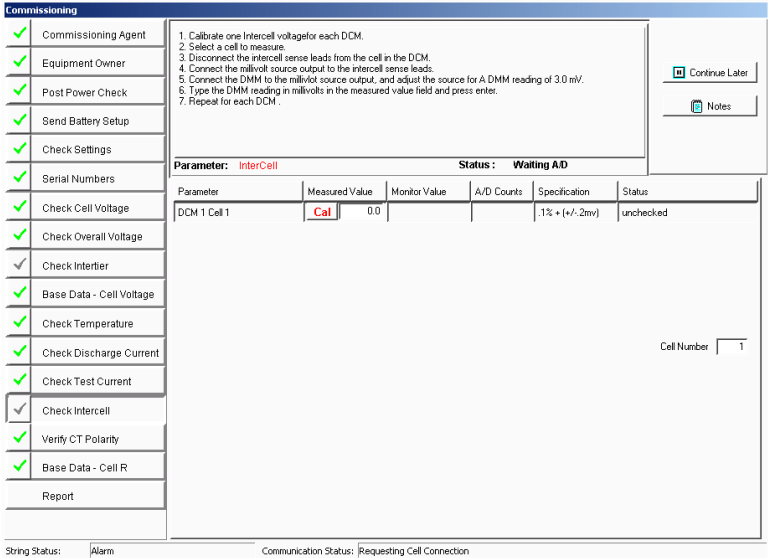 Commissioning
Commissioning Agent
Equipment Owner
Post Power Check
Send Battery Setup
Check Settings
Serial Numbers
Check Cell Voltage
Check Overall Voltage
Check Intertier
Base Data - Cell Voltage
Check Temperature
Check Discharge Current
Check Test Current
Check Intercell
Verify CT Polarity
Base Data - Cell R
Report
1. Calibrate one Intercell voltagefor each DCM.
2. Select a cell to measure.
3. Disconnect the intercell sense leads from the cell in the DCM.
4. Connect the millivolt source output to the intercell sense leads.
5. Connect the DMM to the millivlot source output, and adjust the source for A DMM reading of 3.0 mV.
6. Type the DMM reading in millivolts in the measured value field and press enter.
7. Repeat for each DCM .
Parameter: InterCell Status : Waiting A/D
Continue Later
Notes
Parameter Measured Value Monitor Value A/D Counts Specification Status
DCM 1 Cell 1 Cal 0.0 .1% + (+/-.2mv) unchecked
Cell Number 1
String Status: Alarm Communication Status: Requesting Cell Connection